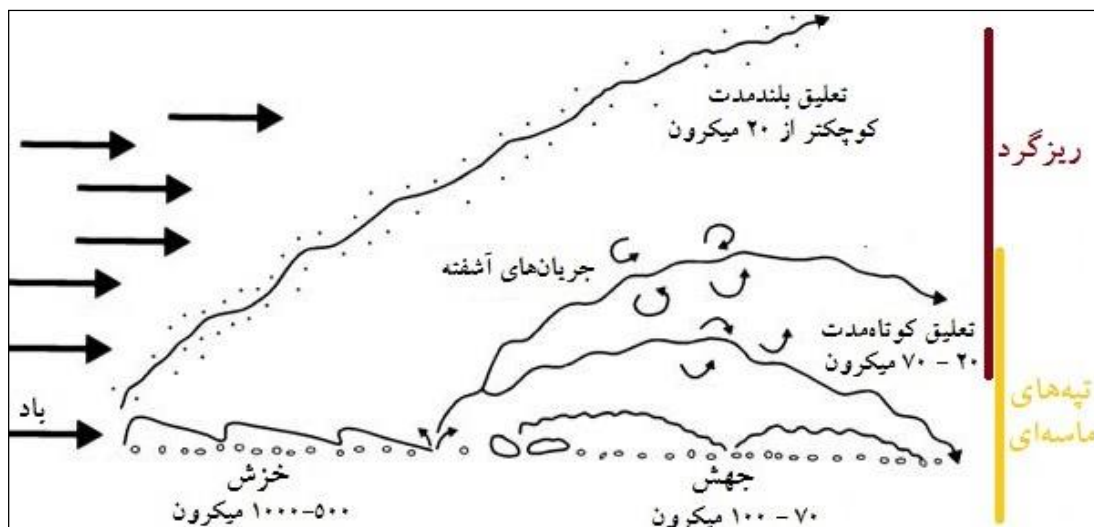 تعلیق بلندمدت
کوچکتر از ۲۰ میکرون
ریزگرد
جریان‌های آشفته
تعلیق کوتاه‌مدت
۲۰ - ۷۰ میکرون
تپه‌های
ماسه‌ای
باد
خزش
۵۰۰-۱۰۰۰ میکرون
جهش
۷۰ - ۱۰۰ میکرون